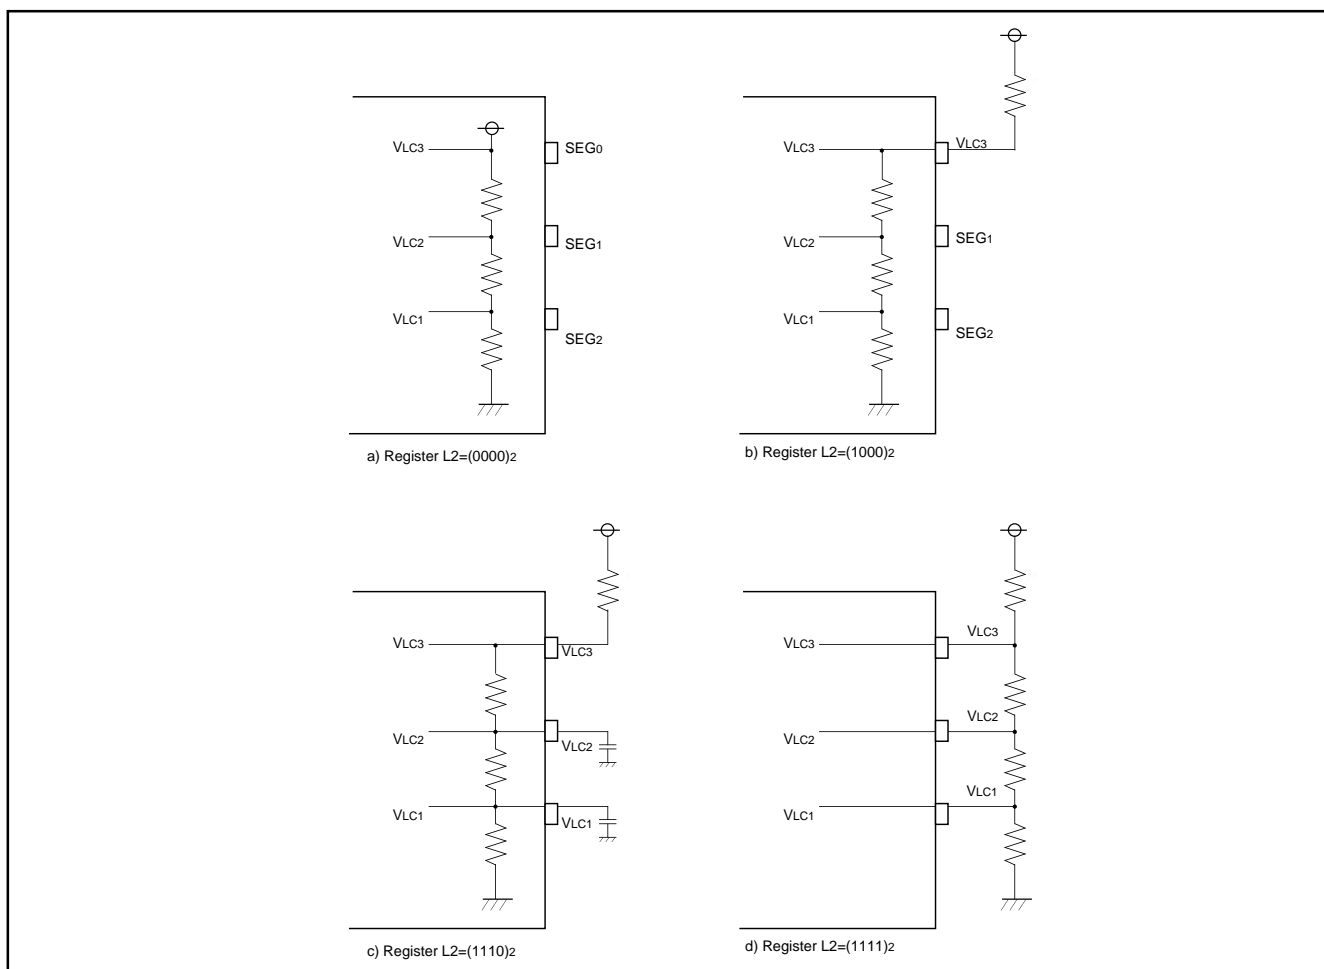 VLC3
SEG0
VLC2
SEG1
VLC1
SEG2
a) Register L2=(0000)2
VLC3
VLC3
VLC2
SEG1
VLC1
SEG2
b) Register L2=(1000)2
VLC3
VLC3
VLC2
VLC2
VLC1
VLC1
c) Register L2=(1110)2
VLC3
VLC3
VLC2
VLC2
VLC1
VLC1
d) Register L2=(1111)2